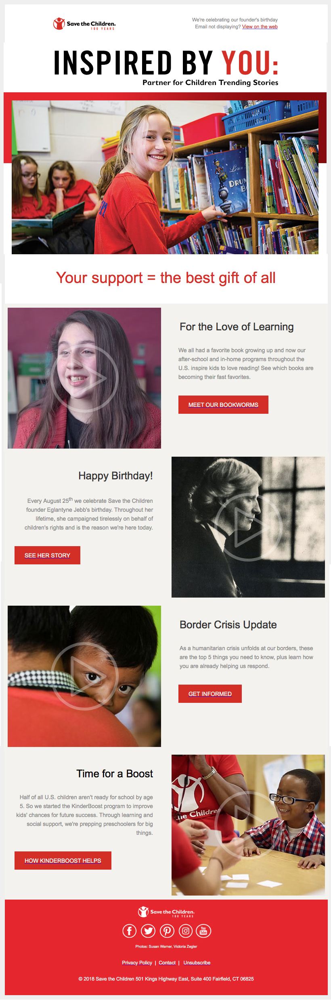 Save the Children.
100 YEARS
We're celebrating our founder's birthday
Email not displaying? View on the web
INSPIRED BY YOU:
Partner for Children Trending Stories
Loren
DRUM
B
Francis
Your support = the best gift of all
For the Love of Learning
We all had a favorite book growing up and now our
after-school and in-home programs throughout the
U.S. inspire kids to love reading! See which books are
becoming their fast favorites.
MEET OUR BOOKWORMS
Happy Birthday!
Every August 25th we celebrate Save the Children
founder Eglantyne Jebb's birthday. Throughout her
lifetime, she campaigned tirelessly on behalf of
children's rights and is the reason we're here today.
SEE HER STORY
Border Crisis Update
As a humanitarian crisis unfolds at our borders, these
are the top 5 things you need to know, plus learn how
you are already helping us respond.
GET INFORMED
Time for a Boost
Half of all U.S. children aren't ready for school by age
5. So we started the KinderBoost program to improve
kids' chances for future success. Through learning and
social support, we're prepping preschoolers for big
things.
HOW KINDERBOOST HELPS
he Children
Save the Children.
100 YEARS
You
Tube
Photos: Susan Warner, Victoria Zegler
Privacy Policy | Contact | Unsubscribe
© 2018 Save the Children 501 Kings Highway East, Suite 400 Fairfield, CT 06825